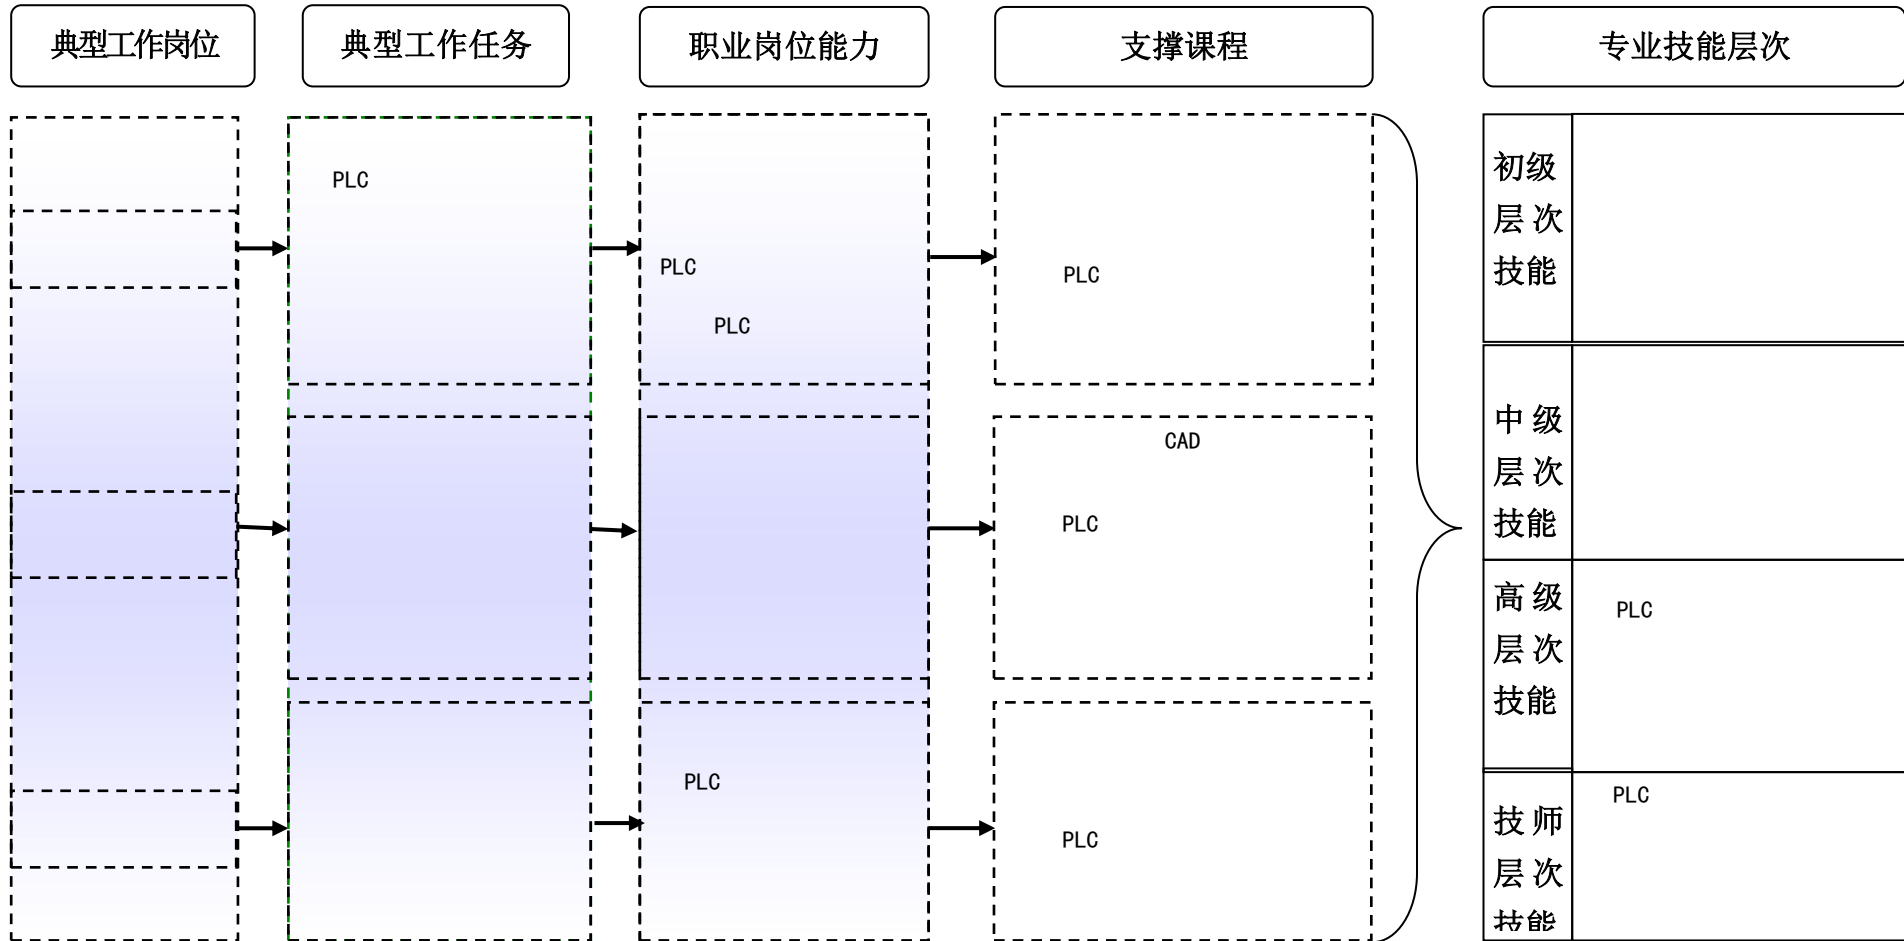 典型工作岗位
典型工作任务
职业岗位能力
支撑课程
专业技能层次
PLC
PLC
PLC
PLC
CAD
PLC
PLC
PLC
初级
层次
技能
中级
层次
技能
高级
层次
技能
PLC
技师
层次
技能
PLC